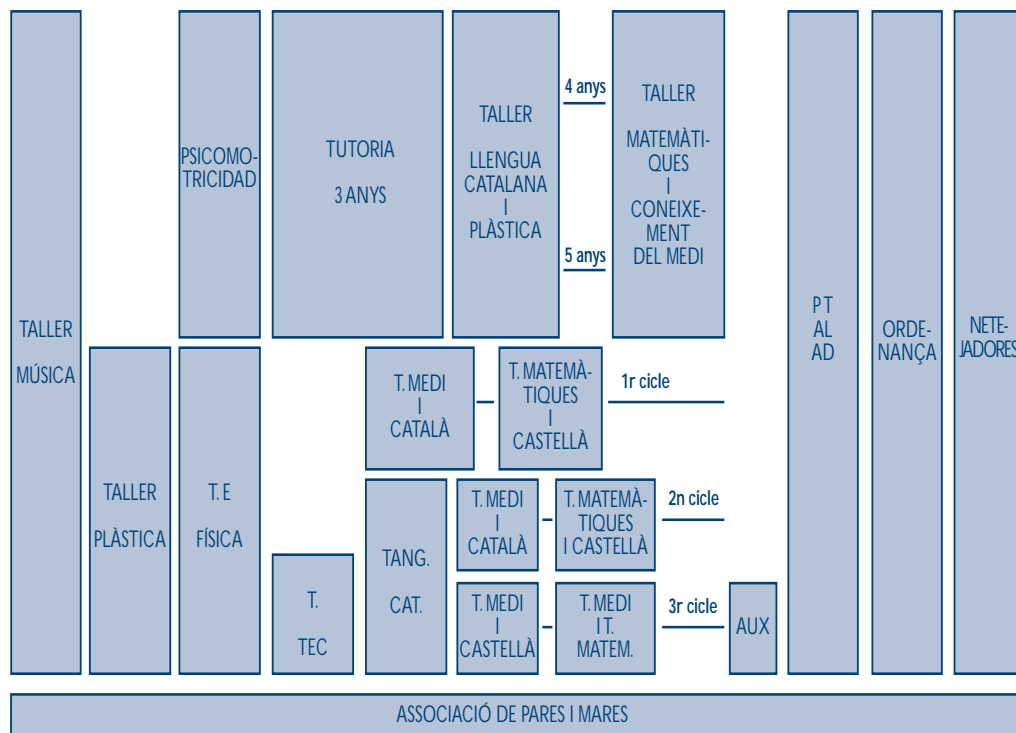 TALLER
MÚSICA
TALLER
PLÀSTICA
PSICOMO-
TRICIDAD
T. E
FÍSICA
TUTORIA
3 ANYS
T.
TEC
TALLER
LLENGUA
CATALANA
I
PLÀSTICA
4 anys
5 anys
TALLER
MATEMÀTI-
QUES
I
CONEIXE-
MENT
DEL MEDI
T. MEDI
I
CATALÀ
T. MATEMÀ-
TIQUES
I
CASTELLÀ
1r cicle
TANG.
CAT.
T. MEDI
I
CATALÀ
T. MATEMÀ-
TIQUES
I CASTELLÀ
2n cicle
T. MEDI
I
CASTELLÀ
T. MEDI
I T.
MATEM.
3r cicle
AUX
P T
AL
AD
ORDE-
NANÇA
NETE-
JADORES
ASSOCIACIÓ DE PARES I MARES